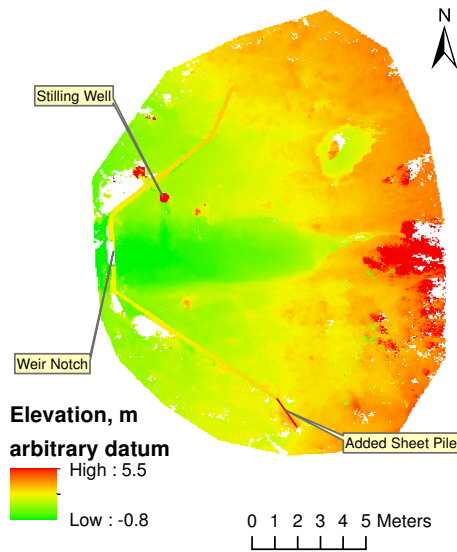 N
Stilling Well
Weir Notch
Added Sheet Pile
Elevation, m
arbitrary datum
High : 5.5
Low : -0.8
0 1 2 3 4 5 Meters